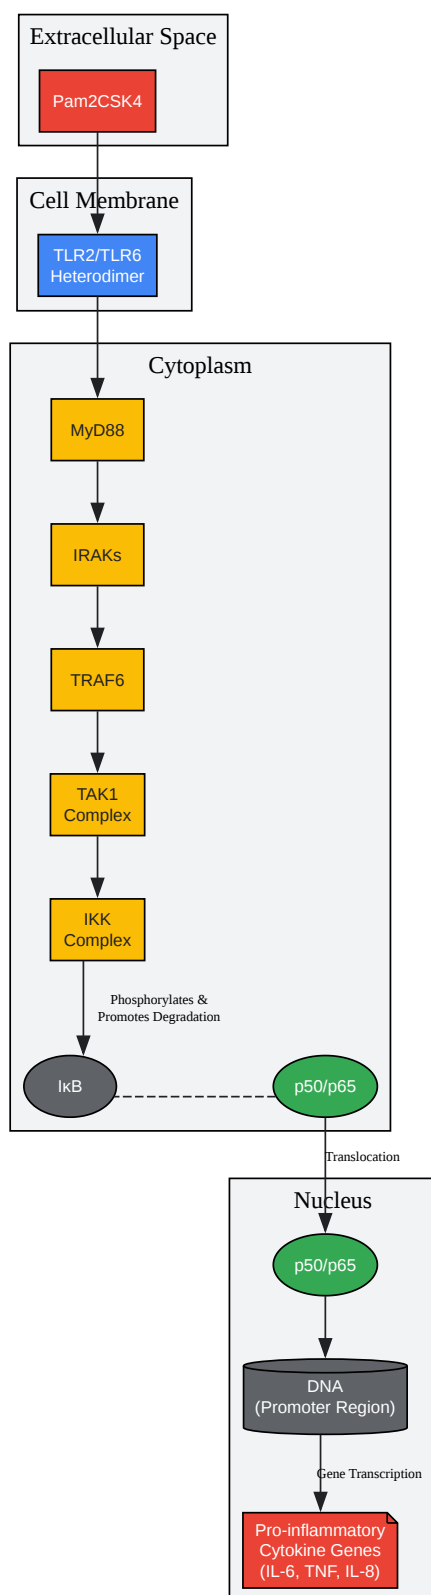 Extracellular Space
Pam2CSK4
Cell Membrane
TLR2/TLR6
Heterodimer
Cytoplasm
MyD88
IRAKs
TRAF6
TAK1
Complex
IKK
Complex
Phosphorylates &
Promotes Degradation
IκB
p50/p65
Translocation
Nucleus
p50/p65
DNA
(Promoter Region)
Gene Transcription
Pro-inflammatory
Cytokine Genes
(IL-6, TNF, IL-8)